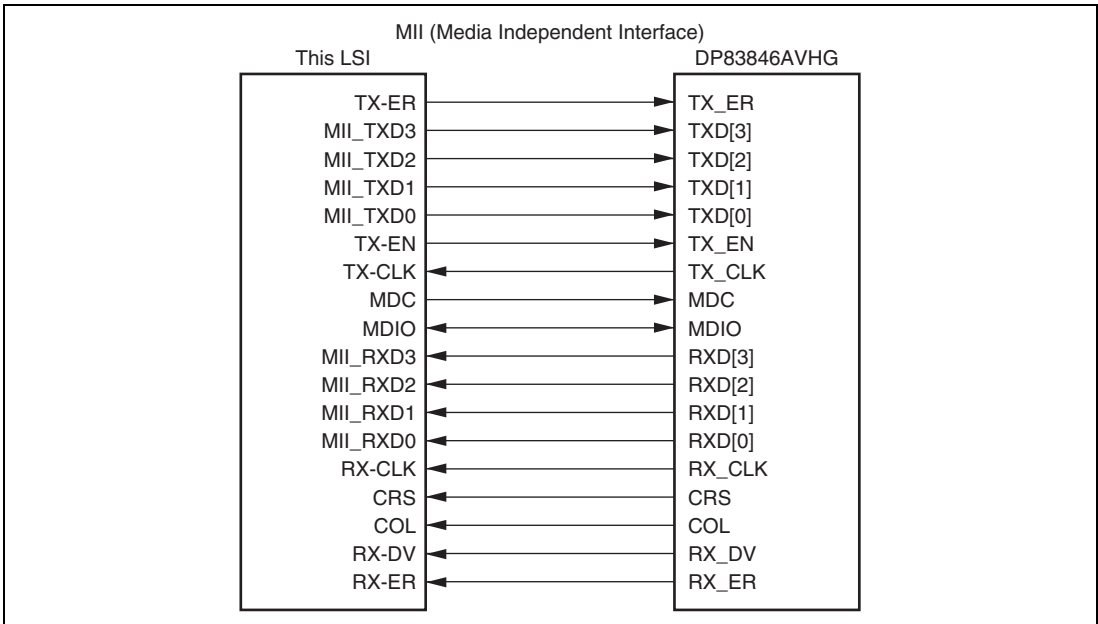 MII (Media Independent Interface)
This LSI DP83846AVHG
TX-ER TX_ER
MII_TXD3 TXD[3]
MII_TXD2 TXD[2]
MII_TXD1 TXD[1]
MII_TXD0 TXD[0]
TX-EN TX_EN
TX-CLK TX_CLK
MDC MDC
MDIO MDIO
MII_RXD3 RXD[3]
MII_RXD2 RXD[2]
MII_RXD1 RXD[1]
MII_RXD0 RXD[0]
RX-CLK RX_CLK
CRS CRS
COL COL
RX-DV RX_DV
RX-ER RX_ER